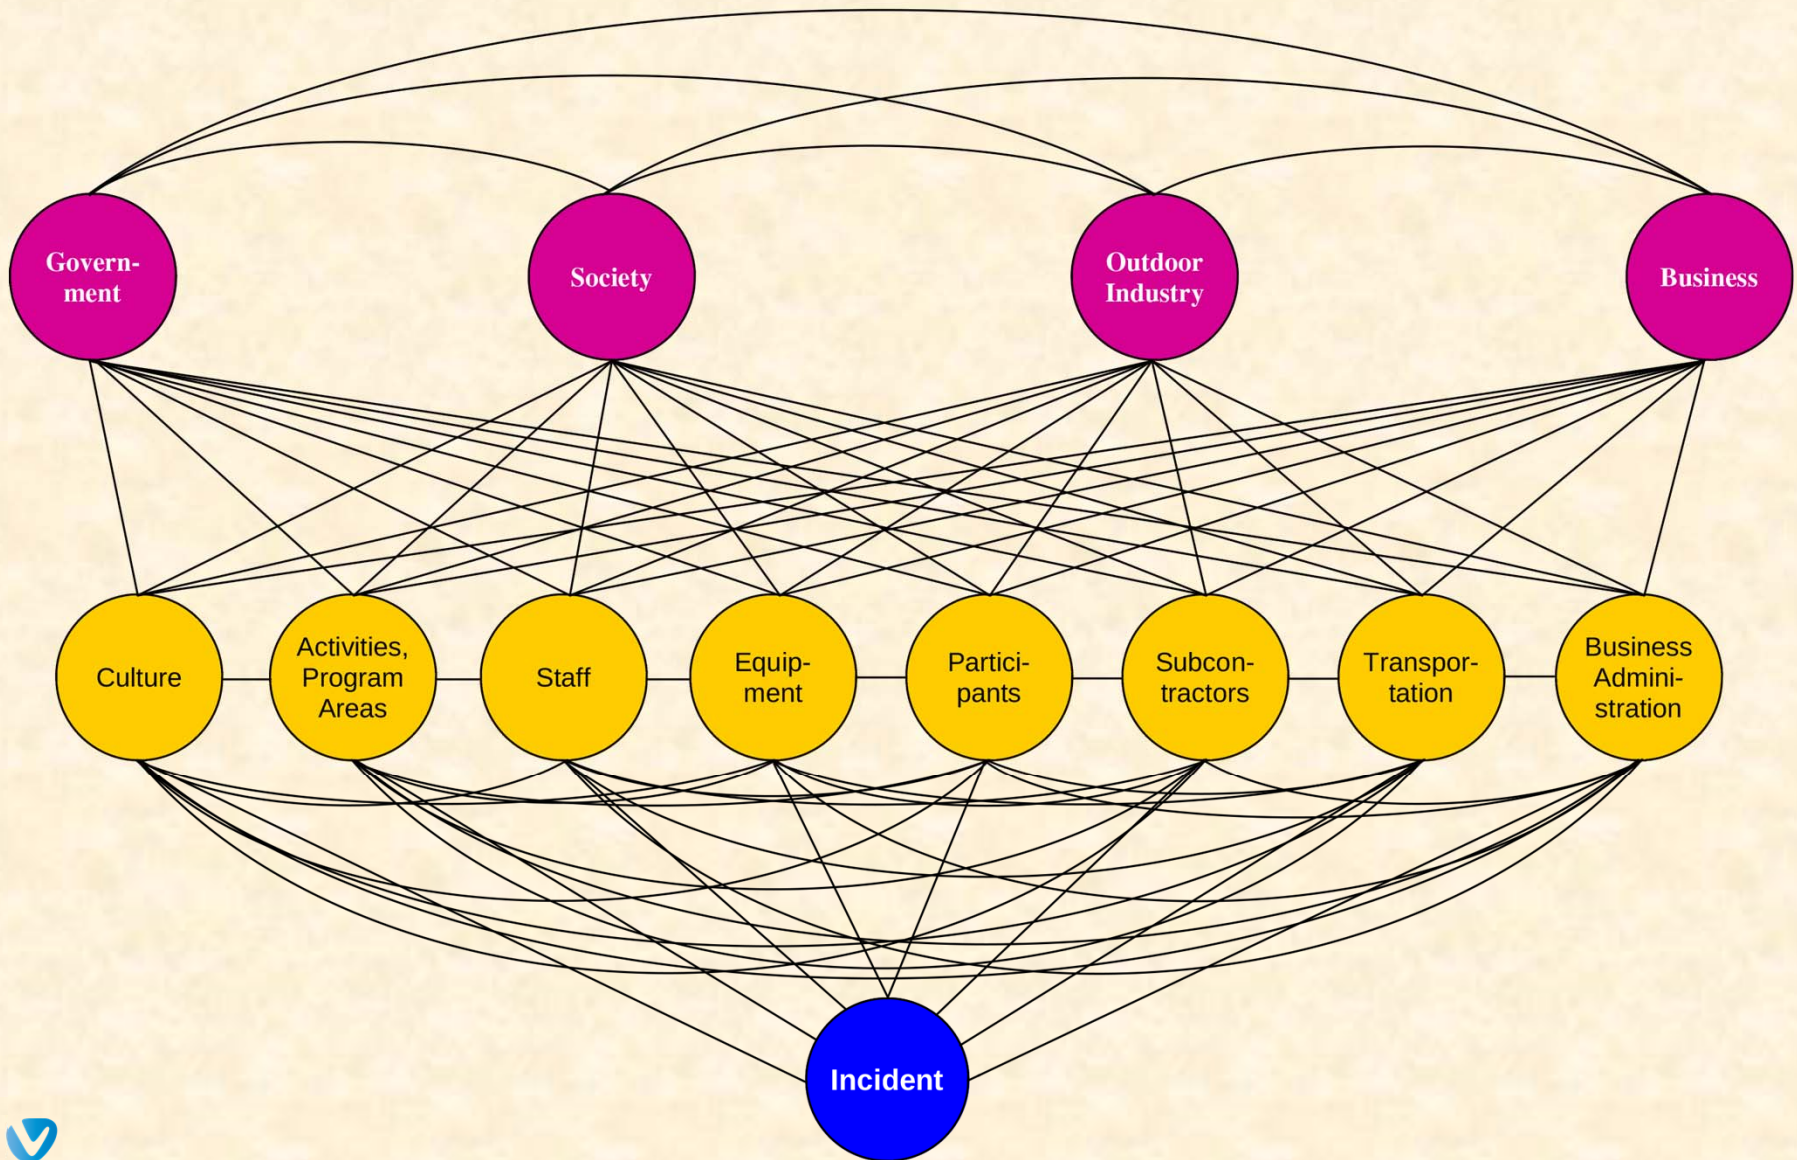 Govern-
ment
Society
Outdoor
Industry
Business
Culture
Activities,
Program
Areas
Staff
Equip-
ment
Partici-
pants
Subcon-
tractors
Transpor-
tation
Business
Admini-
stration
Incident